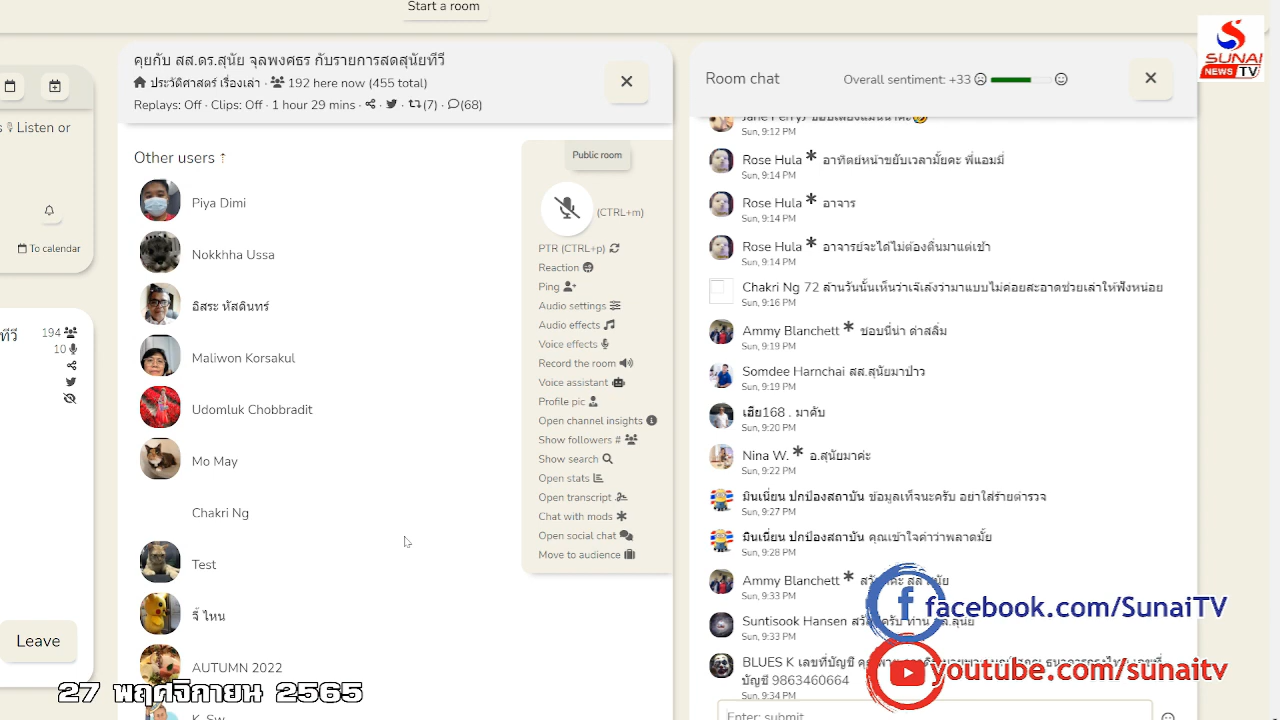 Start a room
SUNAI
NEWS TV
คุยกับ สส.ดร.สุนัย จุลพงศธร กับรายการสดสุนัยทีวี
ประวัติศาสตร์ เรื่องเล่า · 192 here now (455 total)
Replays: Off · Clips: Off · 1 hour 29 mins · · · (7) · (68)
Listen or
To calendar
ทีวี
194
10
Leave
Other users ↑
Piya Dimi
Nokkhha Ussa
อิสระ หัสดินทร์
Maliwon Korsakul
Udomluk Chobbradit
Mo May
Chakri Ng
Test
จี้ ไหน
AUTUMN 2022
K. Sw
Public room
(CTRL+m)
PTR (CTRL+p)
Reaction
Ping
Audio settings
Audio effects
Voice effects
Record the room
Voice assistant
Profile pic
Open channel insights
Show followers #
Show search
Open stats
Open transcript
Chat with mods
Open social chat
Move to audience
Room chat
Overall sentiment: +33
Sun, 9:12 PM
Rose Hula * อาทิตย์หน้าขยับเวลามั้ยคะ พี่แอมมี่
Sun, 9:14 PM
Rose Hula * อาจาร
Sun, 9:14 PM
Rose Hula * อาจารย์จะได้ไม่ต้องตื่นมาแต่เช้า
Sun, 9:14 PM
Chakri Ng 72 ล้านวันนั้นเห็นว่าเจ้เล้งว่ามาแบบไม่ค่อยสะอาดช่วยเล่าให้ฟังหน่อย
Sun, 9:16 PM
Ammy Blanchett * ชอบนี่น่า ด่าสลิ่ม
Sun, 9:19 PM
Somdee Harnchai สส.สุนัยมาป่าว
Sun, 9:19 PM
เฮีย168 . มาคับ
Sun, 9:20 PM
Nina W. * อ.สุนัยมาค่ะ
Sun, 9:22 PM
มินเนี่ยน ปกป้องสถาบัน ข้อมูลเท็จนะครับ อย่าใส่ร้ายตำรวจ
Sun, 9:27 PM
มินเนี่ยน ปกป้องสถาบัน คุณเข้าใจคำว่าพลาดมั้ย
Sun, 9:28 PM
Ammy Blanchett *
Sun, 9:33 PM
Suntisook Hansen
Sun, 9:33 PM
BLUES K เลขที่บัญชี
บัญชี 9863460664
Sun, 9:34 PM
Enter: submit
facebook.com/SunaiTV
youtube.com/sunaitv
27 พฤศจิกายน 2565